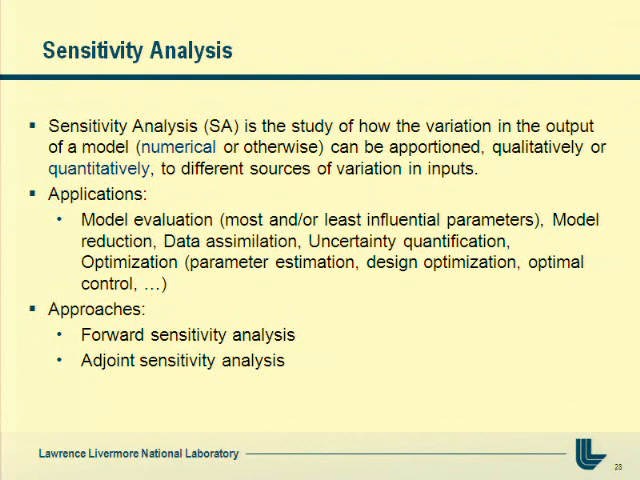 Sensitivity Analysis
▪ Sensitivity Analysis (SA) is the study of how the variation in the output
of a model (numerical or otherwise) can be apportioned, qualitatively or
quantitatively, to different sources of variation in inputs.
▪ Applications:
• Model evaluation (most and/or least influential parameters), Model
reduction, Data assimilation, Uncertainty quantification,
Optimization (parameter estimation, design optimization, optimal
control, …)
▪ Approaches:
• Forward sensitivity analysis
• Adjoint sensitivity analysis
Lawrence Livermore National Laboratory
28